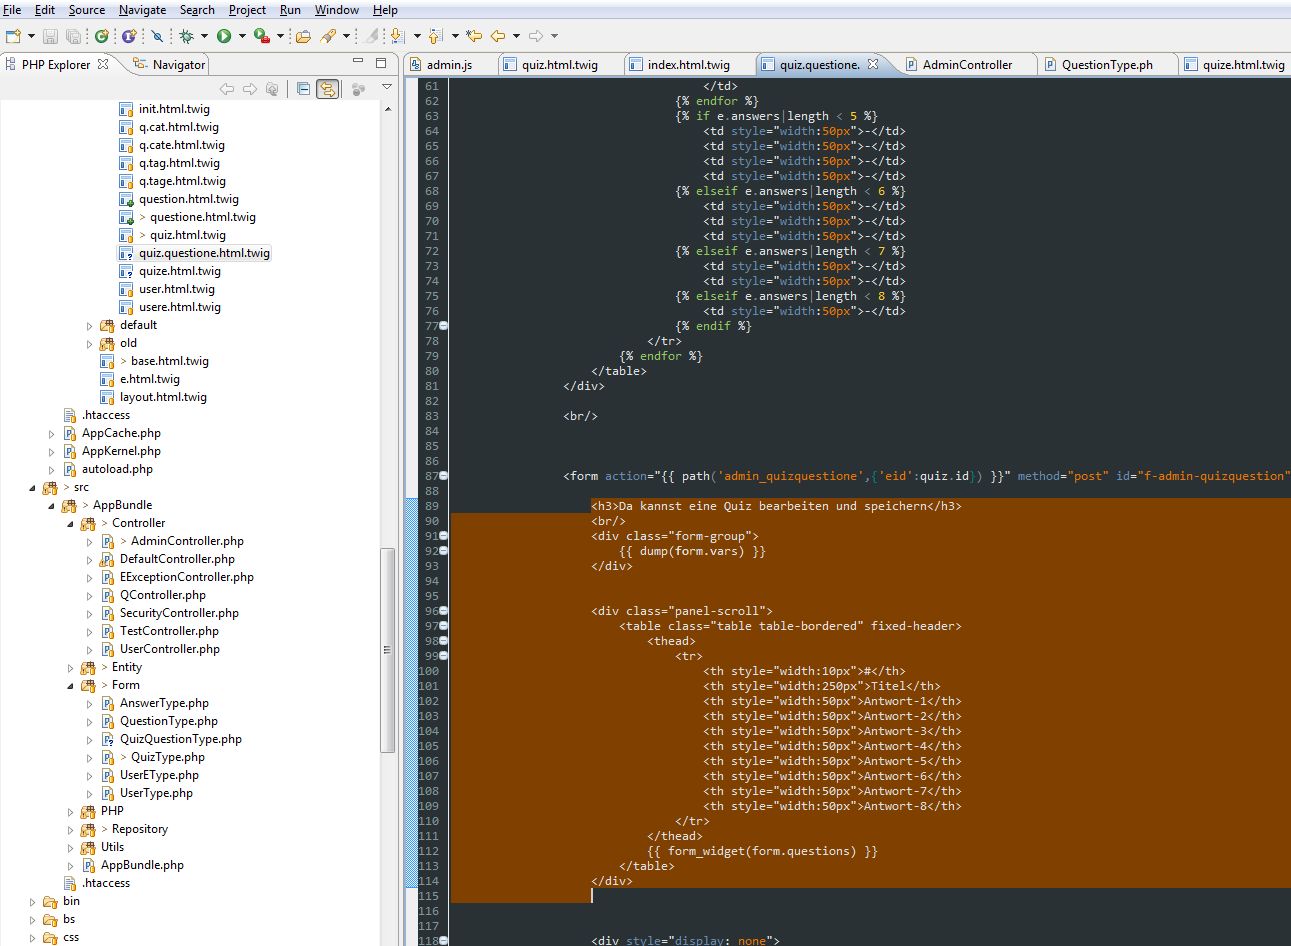 File Edit Source Navigate Search Project Run Window Help
PHP Explorer Navigator
init.html.twig
q.cat.html.twig
q.cate.html.twig
q.tag.html.twig
q.tage.html.twig
question.html.twig
> questione.html.twig
> quiz.html.twig
quiz.questione.html.twig
quize.html.twig
user.html.twig
usere.html.twig
default
old
> base.html.twig
e.html.twig
layout.html.twig
.htaccess
AppCache.php
AppKernel.php
autoload.php
> src
> AppBundle
> Controller
> AdminController.php
DefaultController.php
EExceptionController.php
QController.php
SecurityController.php
TestController.php
UserController.php
> Entity
> Form
AnswerType.php
QuestionType.php
QuizQuestionType.php
> QuizType.php
UserEType.php
UserType.php
PHP
> Repository
Utils
AppBundle.php
.htaccess
bin
bs
css
admin.js quiz.html.twig index.html.twig quiz.questione. AdminController QuestionType.ph quize.html.twig
61 </td>
62 {% endfor %}
63 {% if e.answers|length < 5 %}
64 <td style="width:50px">-</td>
65 <td style="width:50px">-</td>
66 <td style="width:50px">-</td>
67 <td style="width:50px">-</td>
68 {% elseif e.answers|length < 6 %}
69 <td style="width:50px">-</td>
70 <td style="width:50px">-</td>
71 <td style="width:50px">-</td>
72 {% elseif e.answers|length < 7 %}
73 <td style="width:50px">-</td>
74 <td style="width:50px">-</td>
75 {% elseif e.answers|length < 8 %}
76 <td style="width:50px">-</td>
77 {% endif %}
78 </tr>
79 {% endfor %}
80 </table>
81 </div>
82
83 <br/>
84
85
86
87 <form action="{{ path('admin_quizquestione',{'eid':quiz.id}) }}" method="post" id="f-admin-quizquestion"
88
89 <h3>Da kannst eine Quiz bearbeiten und speichern</h3>
90 <br/>
91 <div class="form-group">
92 {{ dump(form.vars) }}
93 </div>
94
95
96 <div class="panel-scroll">
97 <table class="table table-bordered" fixed-header>
98 <thead>
99 <tr>
100 <th style="width:10px">#</th>
101 <th style="width:250px">Titel</th>
102 <th style="width:50px">Antwort-1</th>
103 <th style="width:50px">Antwort-2</th>
104 <th style="width:50px">Antwort-3</th>
105 <th style="width:50px">Antwort-4</th>
106 <th style="width:50px">Antwort-5</th>
107 <th style="width:50px">Antwort-6</th>
108 <th style="width:50px">Antwort-7</th>
109 <th style="width:50px">Antwort-8</th>
110 </tr>
111 </thead>
112 {{ form_widget(form.questions) }}
113 </table>
114 </div>
115
116
117
118 <div style="display: none">